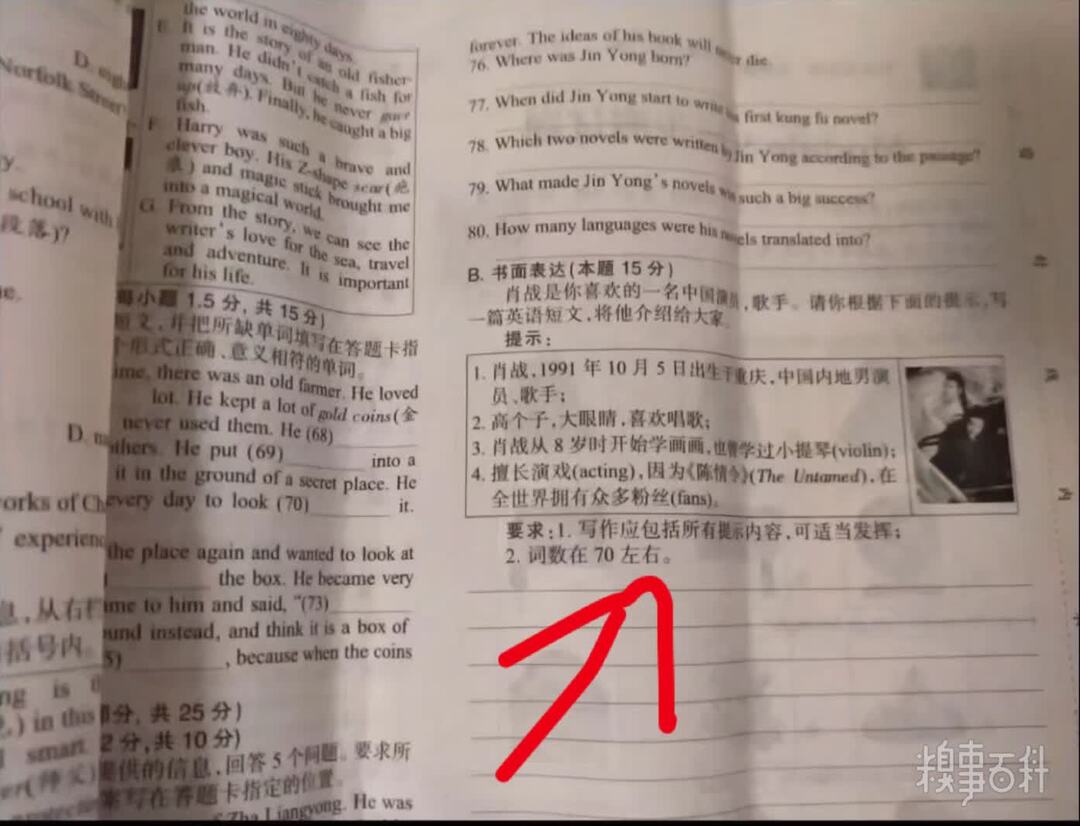 D. eigh
Norfolk Street
y.
school with
段落)?
ie.
D. m
works of Ch
experienc
息，从右栏
括号内。
ng is
) in this
smart.
the world in eighty days.
E. It is the story of an old fisher-
man. He didn't catch a fish for
many days. But he never gave
up(放弃). Finally, he caught a big
fish.
F. Harry was such a brave and
clever boy. His Z-shape scar(疤
痕) and magic stick brought me
into a magical world.
G. From the story, we can see the
writer's love for the sea, travel
and adventure. It is important
for his life.
每小题 1.5 分, 共 15 分)
短文,并把所缺单词填写在答题卡指
个形式正确、意义相符的单词。
ime, there was an old farmer. He loved
lot. He kept a lot of gold coins(金
never used them. He (68)
thers. He put (69)________ into a
it in the ground of a secret place. He
every day to look (70)________ it.
the place again and wanted to look at
the box. He became very
me to him and said, "(73)________
und instead, and think it is a box of
5)________, because when the coins
分, 共 25 分)
2 分,共 10 分)
提供的信息, 回答 5 个问题。要求所
案写在答题卡指定的位置。
Zha Liangyong. He was
forever. The ideas of his book will never die.
76. Where was Jin Yong born?
77. When did Jin Yong start to write his first kung fu novel?
78. Which two novels were written by Jin Yong according to the passage?
79. What made Jin Yong's novels was such a big success?
80. How many languages were his novels translated into?
B. 书面表达(本题 15 分)
肖战是你喜欢的一名中国演员,歌手。请你根据下面的提示,写
一篇英语短文,将他介绍给大家。
提示:
1. 肖战,1991 年 10 月 5 日出生于重庆,中国内地男演
员、歌手;
2. 高个子,大眼睛,喜欢唱歌;
3. 肖战从 8 岁时开始学画画,也曾学过小提琴(violin);
4. 擅长演戏(acting),因为《陈情令》(The Untamed),在
全世界拥有众多粉丝(fans)。
要求:1. 写作应包括所有提示内容,可适当发挥;
2. 词数在 70 左右。
糗事百科